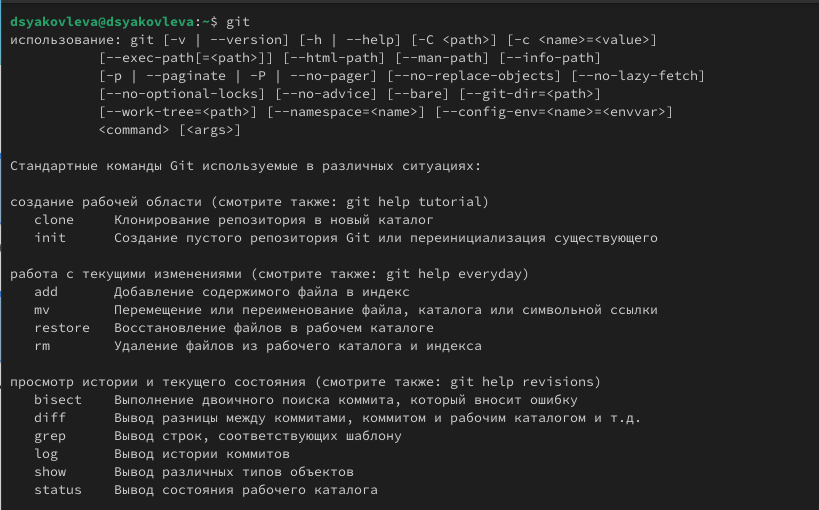 dsyakovleva@dsyakovleva:~$ git
использование: git [-v | --version] [-h | --help] [-C <path>] [-c <name>=<value>]
           [--exec-path[=<path>]] [--html-path] [--man-path] [--info-path]
           [-p | --paginate | -P | --no-pager] [--no-replace-objects] [--no-lazy-fetch]
           [--no-optional-locks] [--no-advice] [--bare] [--git-dir=<path>]
           [--work-tree=<path>] [--namespace=<name>] [--config-env=<name>=<envvar>]
           <command> [<args>]

Стандартные команды Git используемые в различных ситуациях:

создание рабочей области (смотрите также: git help tutorial)
   clone     Клонирование репозитория в новый каталог
   init      Создание пустого репозитория Git или переинициализация существующего

работа с текущими изменениями (смотрите также: git help everyday)
   add       Добавление содержимого файла в индекс
   mv        Перемещение или переименование файла, каталога или символьной ссылки
   restore   Восстановление файлов в рабочем каталоге
   rm        Удаление файлов из рабочего каталога и индекса

просмотр истории и текущего состояния (смотрите также: git help revisions)
   bisect    Выполнение двоичного поиска коммита, который вносит ошибку
   diff      Вывод разницы между коммитами, коммитом и рабочим каталогом и т.д.
   grep      Вывод строк, соответствующих шаблону
   log       Вывод истории коммитов
   show      Вывод различных типов объектов
   status    Вывод состояния рабочего каталога